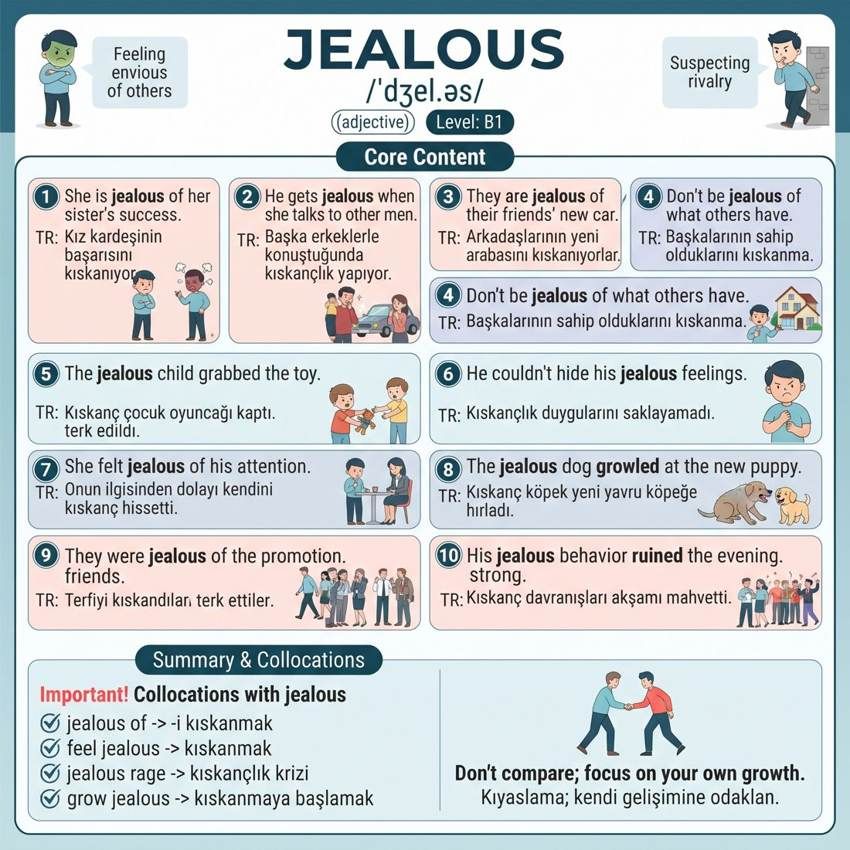 Feeling
envious
of others
JEALOUS
/'dʒel.əs/
(adjective) Level: B1
Suspecting
rivalry
Core Content
1 She is jealous of her
sister's success.
TR: Kız kardeşinin
başarısını
kıskanıyor.
2 He gets jealous when
she talks to other men.
TR: Başka erkeklerle
konuştuğunda
kıskançlık yapıyor.
3 They are jealous of
their friends' new car.
TR: Arkadaşlarının yeni
arabasını kıskanıyorlar.
4 Don't be jealous of
what others have.
TR: Başkalarının sahip
olduklarını kıskanma.
4 Don't be jealous of what others have.
TR: Başkalarının sahip olduklarını kıskanma.
5 The jealous child grabbed the toy.
TR: Kıskanç çocuk oyuncağı kaptı.
terk edildı.
6 He couldn't hide his jealous feelings.
TR: Kıskançlık duygularını saklayamadı.
7 She felt jealous of his attention.
TR: Onun ilgisinden dolayı kendini
kıskanç hissetti.
8 The jealous dog growled at the new puppy.
TR: Kıskanç köpek yeni yavru köpeğe
hırladı.
9 They were jealous of the promotion.
friends.
TR: Terfiyi kıskandılar, terk ettiler.
10 His jealous behavior ruined the evening.
strong.
TR: Kıskanç davranışları akşamı mahvetti.
Summary & Collocations
Important! Collocations with jealous
jealous of -> -i kıskanmak
feel jealous -> kıskanmak
jealous rage -> kıskançlık krizi
grow jealous -> kıskanmaya başlamak
Don't compare; focus on your own growth.
Kıyaslama; kendi gelişimine odaklan.